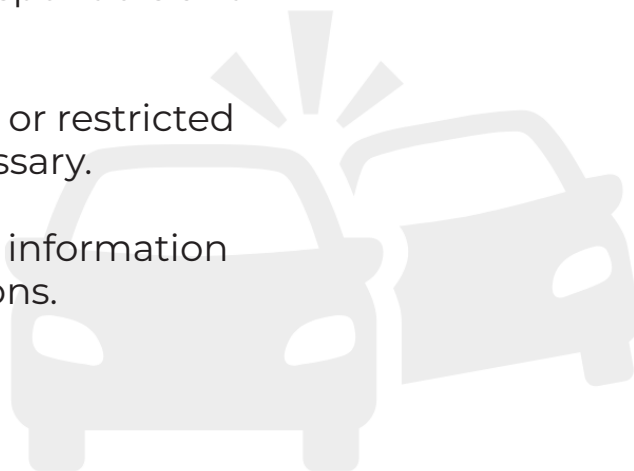 or restricted
ssary.
information
ons.